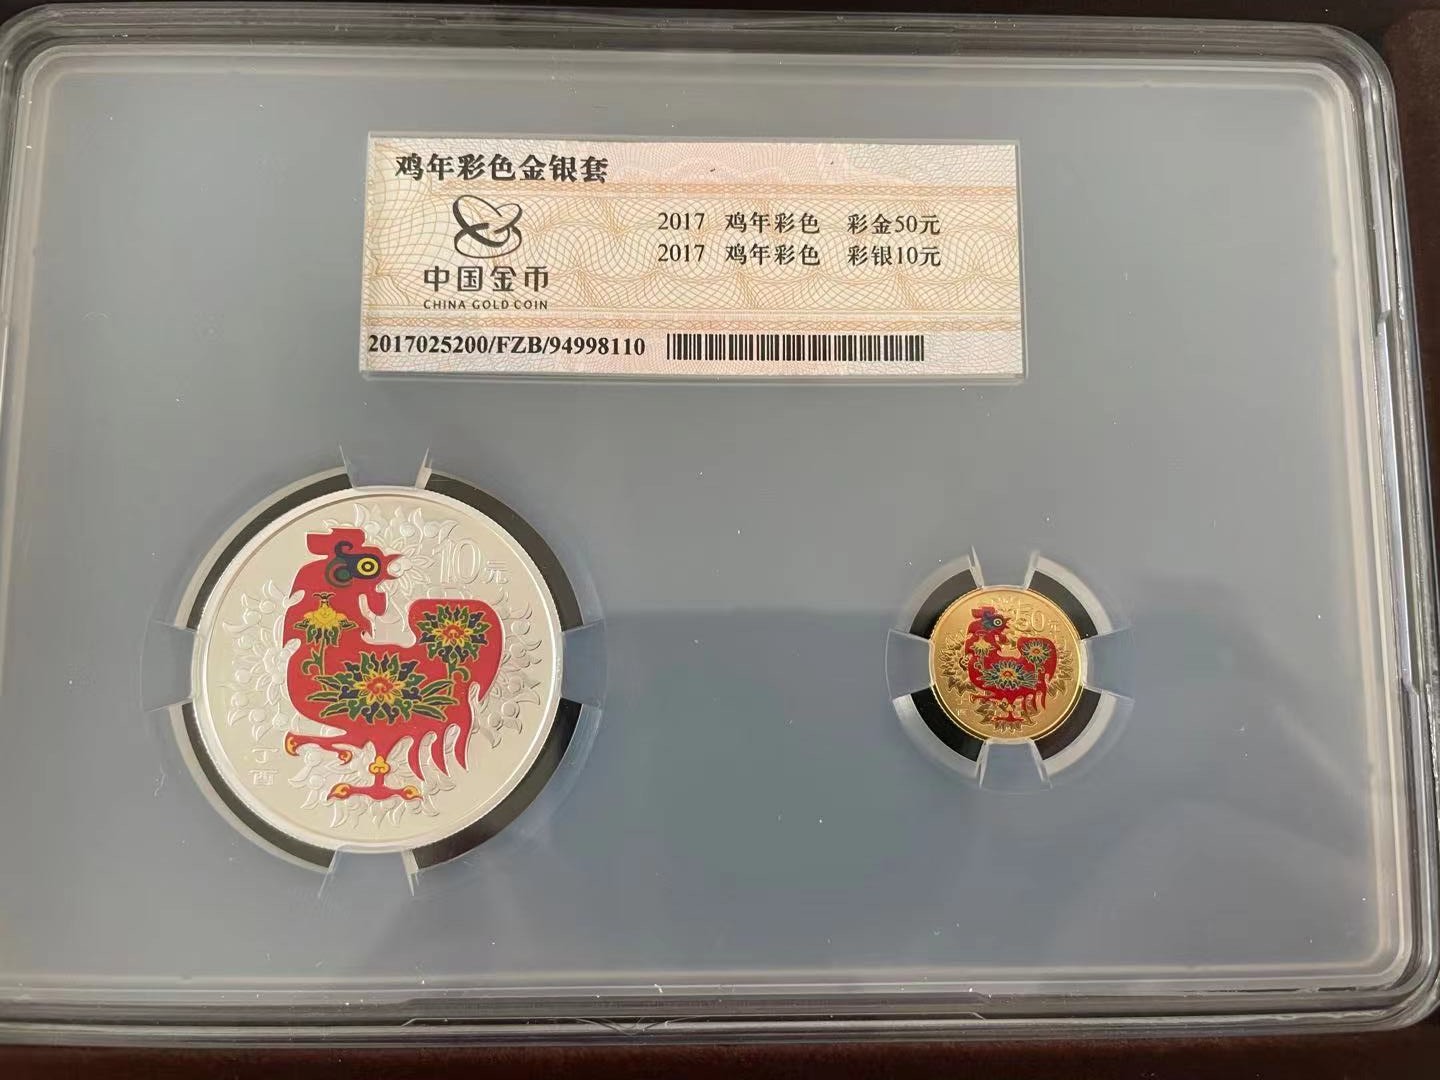 鸡年彩色金银套
2017 鸡年彩色 彩金50元
2017 鸡年彩色 彩银10元
中国金币
CHINA GOLD COIN
2017025200/FZB/94998110
10元
丁酉
50元